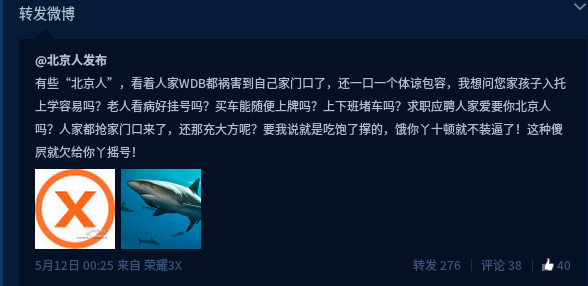 转发微博
@北京人发布
有些“北京人”，看着人家WDB都祸害到自己家门口了，还一口一个体谅包容，我想问您家孩子入托
上学容易吗？老人看病好挂号吗？买车能随便上牌吗？上下班堵车吗？求职应聘人家爱要你北京人
吗？人家都抢家门口来了，还那充大方呢？要我说就是吃饱了撑的，饿你丫十顿就不装逼了！这种傻
屄就欠给你丫摇号！
X
5月12日 00:25 来自 荣耀3X
转发 276 评论 38 40